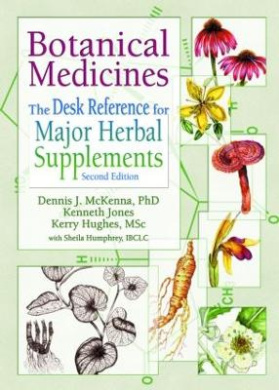 Botanical
Medicines
The Desk Reference for
Major Herbal
Supplements
Second Edition
Dennis J. McKenna, PhD
Kenneth Jones
Kerry Hughes, MSc
with Sheila Humphrey, IBCLC